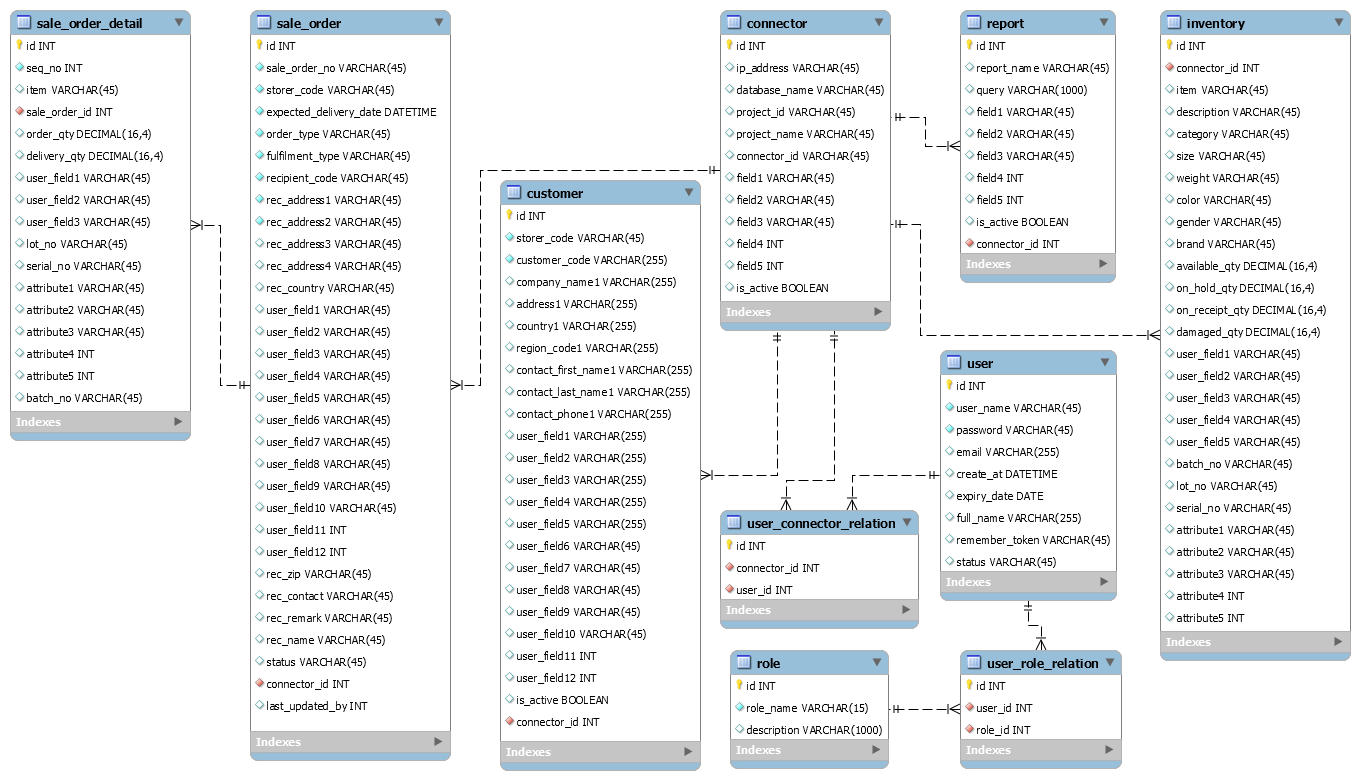 sale_order_detail
id INT
seq_no INT
item VARCHAR(45)
sale_order_id INT
order_qty DECIMAL(16,4)
delivery_qty DECIMAL(16,4)
user_field1 VARCHAR(45)
user_field2 VARCHAR(45)
user_field3 VARCHAR(45)
lot_no VARCHAR(45)
serial_no VARCHAR(45)
attribute1 VARCHAR(45)
attribute2 VARCHAR(45)
attribute3 VARCHAR(45)
attribute4 INT
attribute5 INT
batch_no VARCHAR(45)
Indexes
sale_order
id INT
sale_order_no VARCHAR(45)
storer_code VARCHAR(45)
expected_delivery_date DATETIME
order_type VARCHAR(45)
fulfilment_type VARCHAR(45)
recipient_code VARCHAR(45)
rec_address1 VARCHAR(45)
rec_address2 VARCHAR(45)
rec_address3 VARCHAR(45)
rec_address4 VARCHAR(45)
rec_country VARCHAR(45)
user_field1 VARCHAR(45)
user_field2 VARCHAR(45)
user_field3 VARCHAR(45)
user_field4 VARCHAR(45)
user_field5 VARCHAR(45)
user_field6 VARCHAR(45)
user_field7 VARCHAR(45)
user_field8 VARCHAR(45)
user_field9 VARCHAR(45)
user_field10 VARCHAR(45)
user_field11 INT
user_field12 INT
rec_zip VARCHAR(45)
rec_contact VARCHAR(45)
rec_remark VARCHAR(45)
rec_name VARCHAR(45)
status VARCHAR(45)
connector_id INT
last_updated_by INT
Indexes
customer
id INT
storer_code VARCHAR(45)
customer_code VARCHAR(255)
company_name1 VARCHAR(255)
address1 VARCHAR(255)
country1 VARCHAR(255)
region_code1 VARCHAR(255)
contact_first_name1 VARCHAR(255)
contact_last_name1 VARCHAR(255)
contact_phone1 VARCHAR(255)
user_field1 VARCHAR(255)
user_field2 VARCHAR(255)
user_field3 VARCHAR(255)
user_field4 VARCHAR(255)
user_field5 VARCHAR(255)
user_field6 VARCHAR(45)
user_field7 VARCHAR(45)
user_field8 VARCHAR(45)
user_field9 VARCHAR(45)
user_field10 VARCHAR(45)
user_field11 INT
user_field12 INT
is_active BOOLEAN
connector_id INT
Indexes
connector
id INT
ip_address VARCHAR(45)
database_name VARCHAR(45)
project_id VARCHAR(45)
project_name VARCHAR(45)
connector_id VARCHAR(45)
field1 VARCHAR(45)
field2 VARCHAR(45)
field3 VARCHAR(45)
field4 INT
field5 INT
is_active BOOLEAN
Indexes
report
id INT
report_name VARCHAR(45)
query VARCHAR(1000)
field1 VARCHAR(45)
field2 VARCHAR(45)
field3 VARCHAR(45)
field4 INT
field5 INT
is_active BOOLEAN
connector_id INT
Indexes
inventory
id INT
connector_id INT
item VARCHAR(45)
description VARCHAR(45)
category VARCHAR(45)
size VARCHAR(45)
weight VARCHAR(45)
color VARCHAR(45)
gender VARCHAR(45)
brand VARCHAR(45)
available_qty DECIMAL(16,4)
on_hold_qty DECIMAL(16,4)
on_receipt_qty DECIMAL(16,4)
damaged_qty DECIMAL(16,4)
user_field1 VARCHAR(45)
user_field2 VARCHAR(45)
user_field3 VARCHAR(45)
user_field4 VARCHAR(45)
user_field5 VARCHAR(45)
batch_no VARCHAR(45)
lot_no VARCHAR(45)
serial_no VARCHAR(45)
attribute1 VARCHAR(45)
attribute2 VARCHAR(45)
attribute3 VARCHAR(45)
attribute4 INT
attribute5 INT
Indexes
user
id INT
user_name VARCHAR(45)
password VARCHAR(45)
email VARCHAR(255)
create_at DATETIME
expiry_date DATE
full_name VARCHAR(255)
remember_token VARCHAR(45)
status VARCHAR(45)
Indexes
user_connector_relation
id INT
connector_id INT
user_id INT
Indexes
role
id INT
role_name VARCHAR(15)
description VARCHAR(1000)
Indexes
user_role_relation
id INT
user_id INT
role_id INT
Indexes